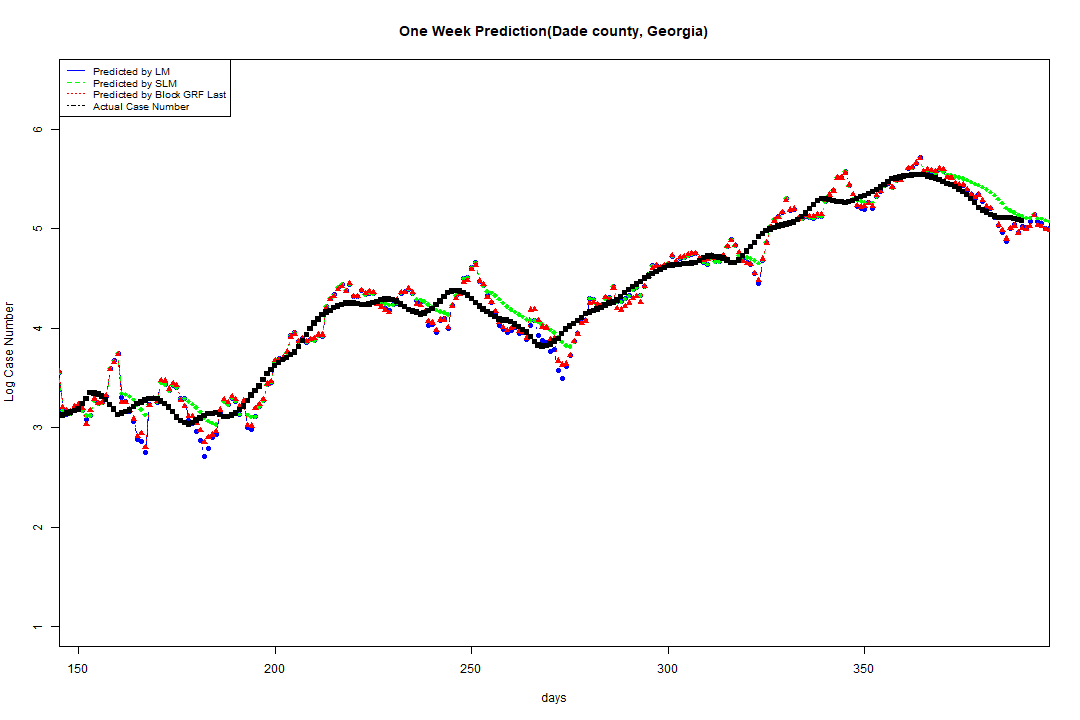 One Week Prediction(Dade county, Georgia)
Predicted by LM
Predicted by SLM
Predicted by Block GRF Last
Actual Case Number
6
5
4
3
2
1
Log Case Number
150 200 250 300 350
days